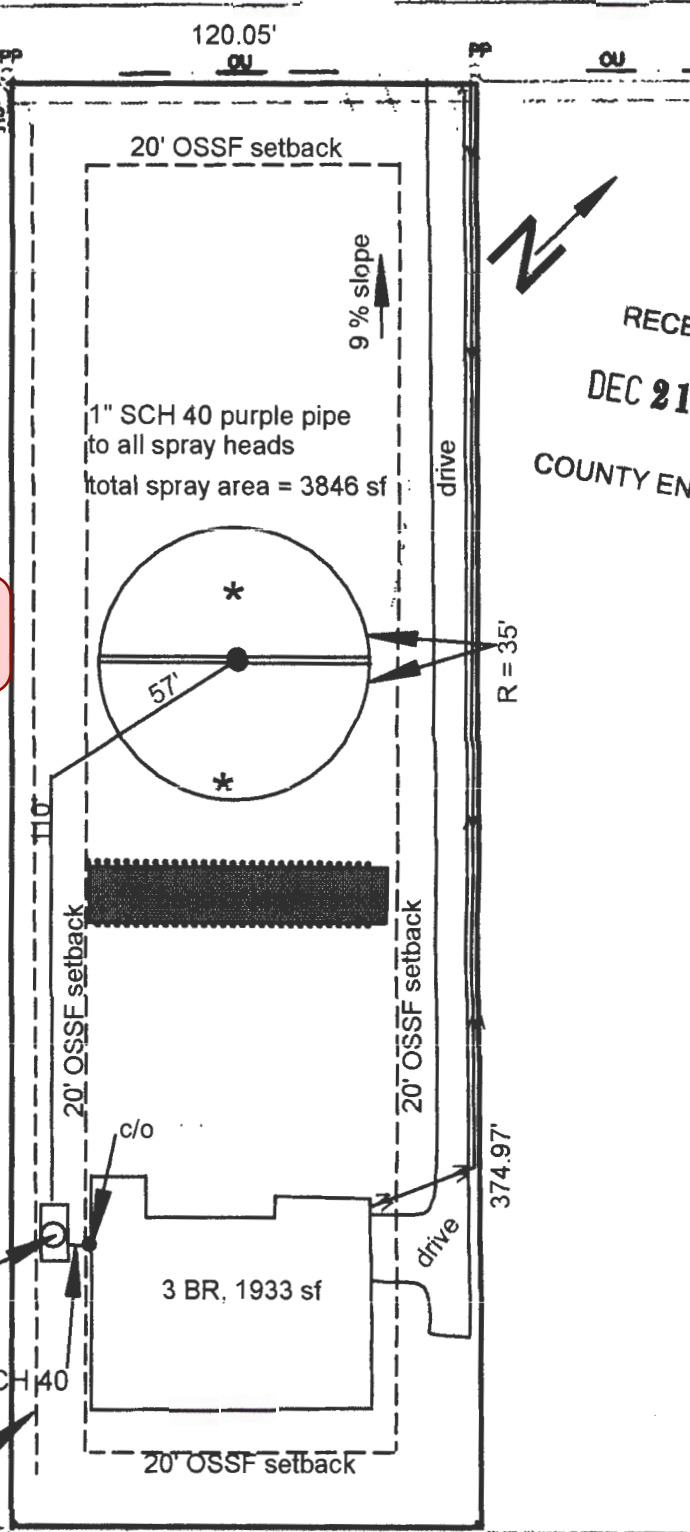 120.05'
PP
OU
PP
OU
20' OSSF setback
9 % slope
N
RECE
DEC 21
COUNTY EN
1" SCH 40 purple pipe
to all spray heads
total spray area = 3846 sf
drive
*
R = 35'
57'
*
110'
20' OSSF setback
20' OSSF setback
c/o
374.97'
drive
3 BR, 1933 sf
CH 40
20' OSSF setback